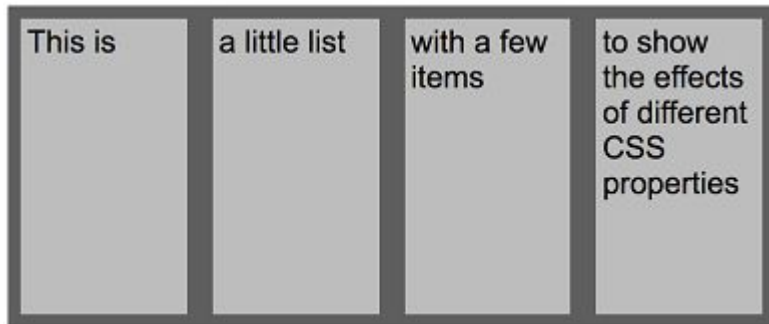 This is
a little list
with a few
items
to show
the effects
of different
CSS
properties